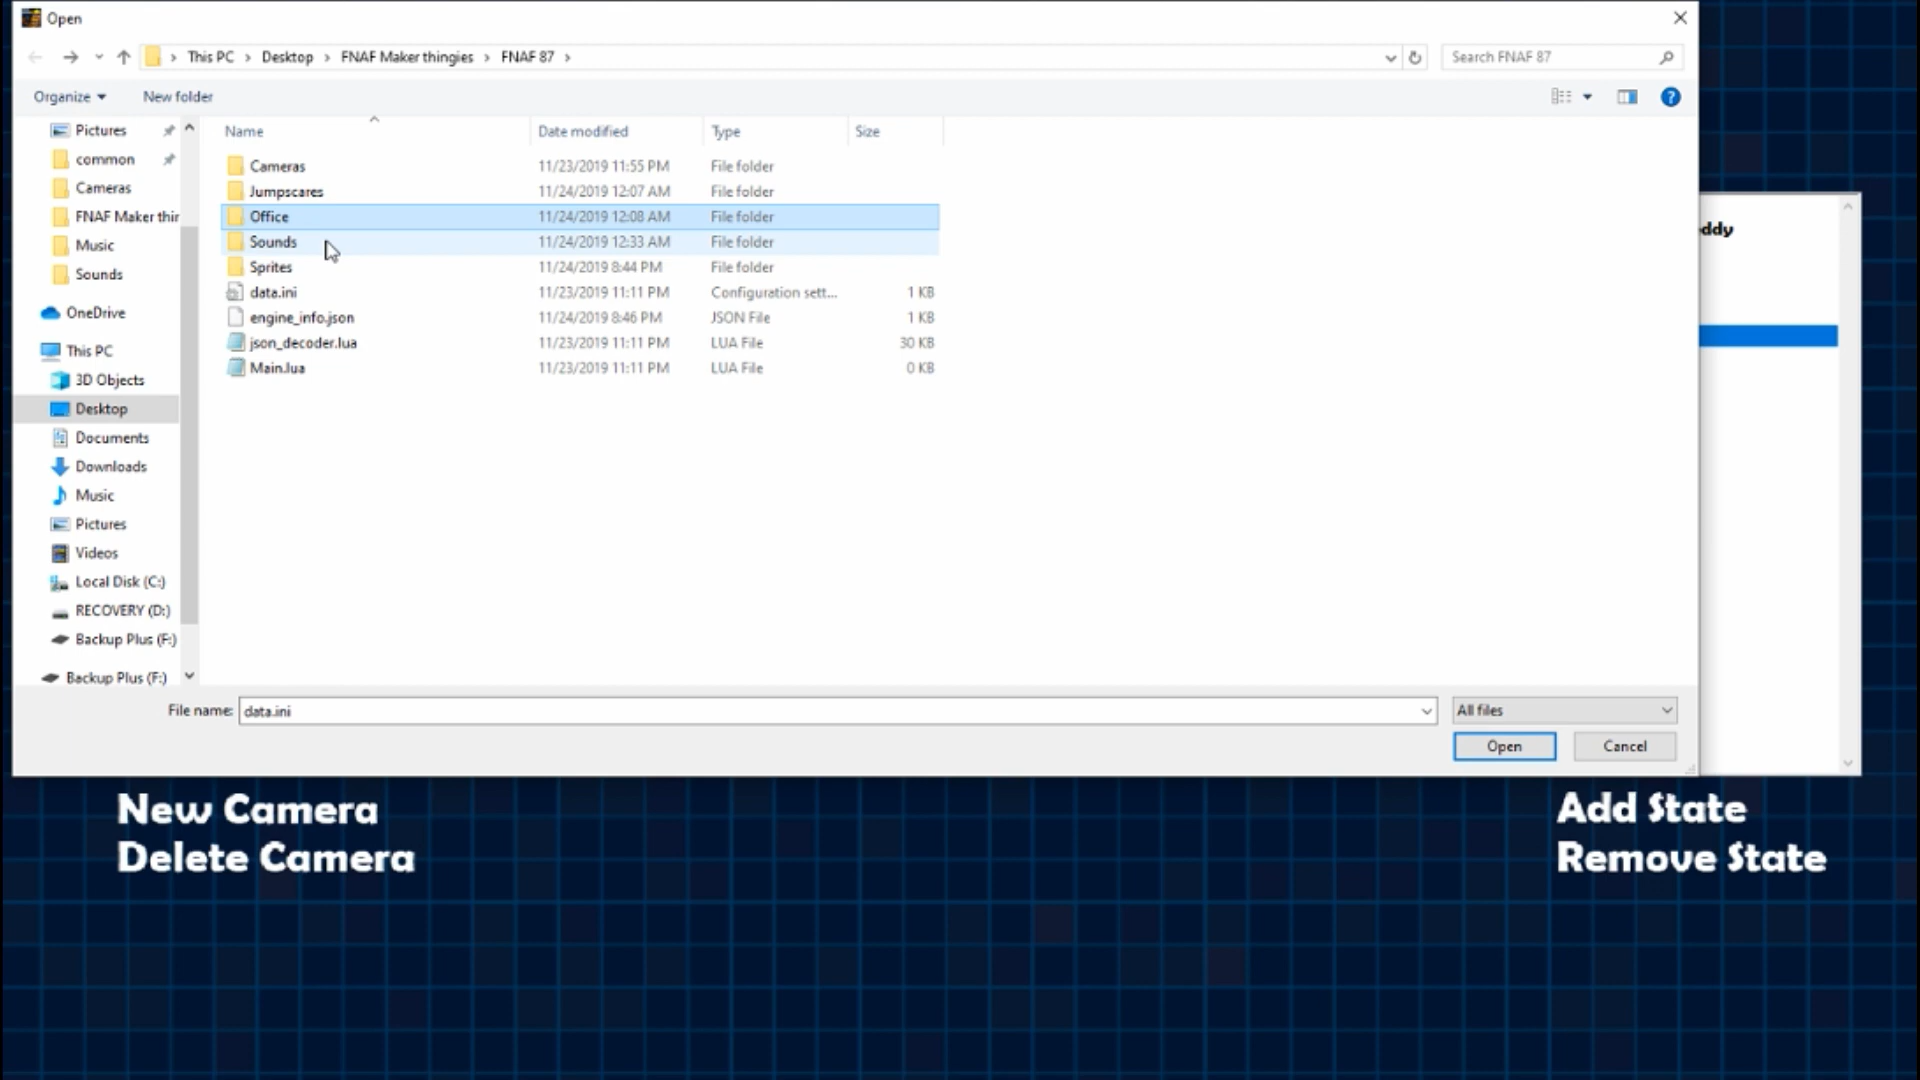 Open
This PC > Desktop > FNAF Maker thingies > FNAF 87 >
Search FNAF 87
Organize
New folder
Name
Date modified
Type
Size
Pictures
common
Cameras
FNAF Maker thir
Music
Sounds
OneDrive
This PC
3D Objects
Desktop
Documents
Downloads
Music
Pictures
Videos
Local Disk (C:)
RECOVERY (D:)
Backup Plus (F:)
Backup Plus (F:)
Cameras 11/23/2019 11:55 PM File folder
Jumpscares 11/24/2019 12:07 AM File folder
Office 11/24/2019 12:08 AM File folder
Sounds 11/24/2019 12:33 AM File folder
Sprites 11/24/2019 8:44 PM File folder
data.ini 11/23/2019 11:11 PM Configuration sett... 1 KB
engine_info.json 11/24/2019 8:46 PM JSON File 1 KB
json_decoder.lua 11/23/2019 11:11 PM LUA File 30 KB
Main.lua 11/23/2019 11:11 PM LUA File 0 KB
ddy
File name: data.ini
All files
Open
Cancel
New Camera
Delete Camera
Add State
Remove State